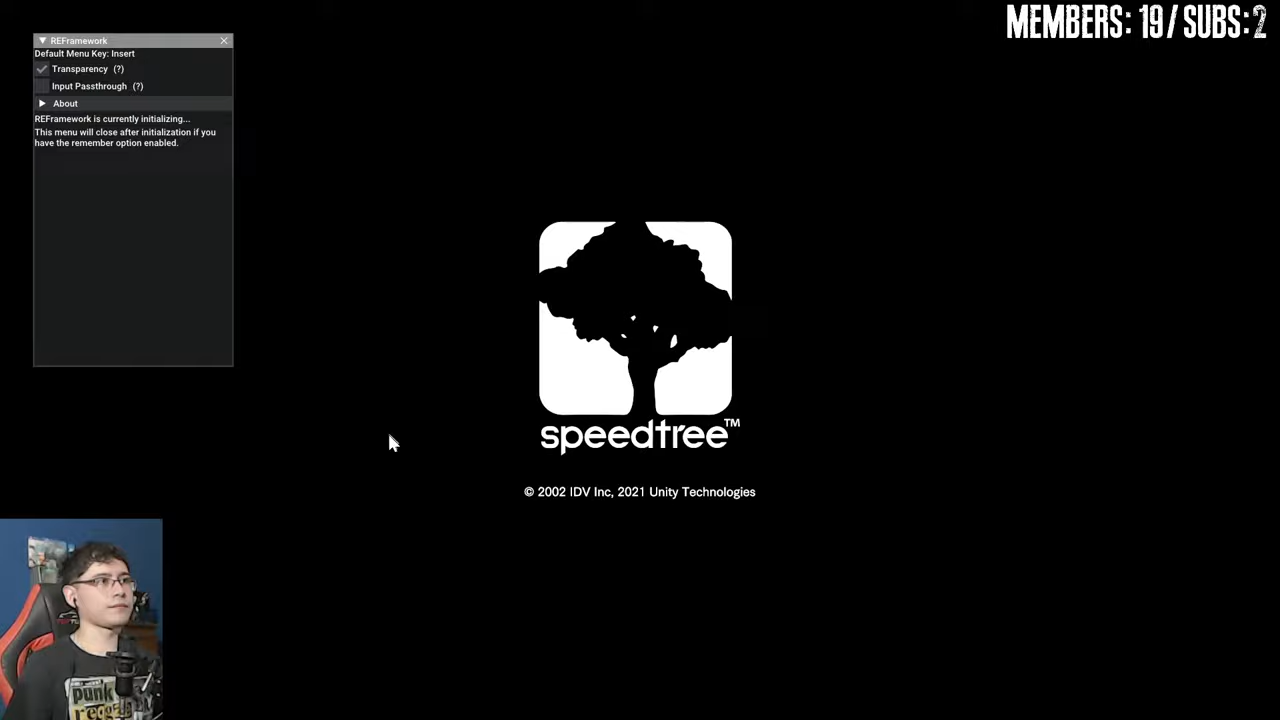 MEMBERS: 19 / SUBS: 2
REFramework
Default Menu Key: Insert
Transparency (?)
Input Passthrough (?)
About
REFramework is currently initializing...
This menu will close after initialization if you
have the remember option enabled.
speedtree™
© 2002 IDV Inc, 2021 Unity Technologies
punk